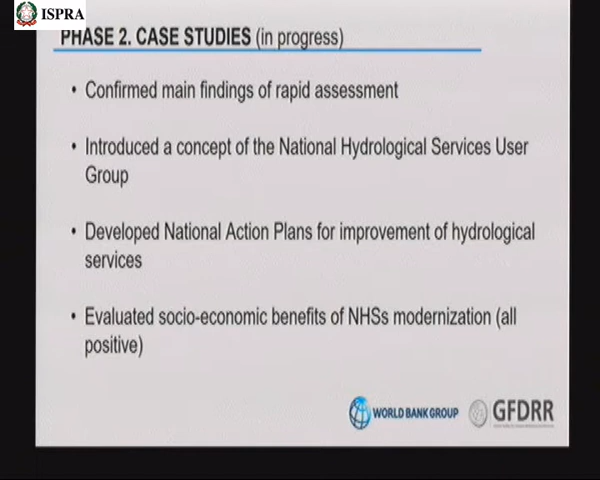 ISPRA
PHASE 2. CASE STUDIES (in progress)
• Confirmed main findings of rapid assessment
• Introduced a concept of the National Hydrological Services User
Group
• Developed National Action Plans for improvement of hydrological
services
• Evaluated socio-economic benefits of NHSs modernization (all
positive)
WORLD BANK GROUP
GFDRR